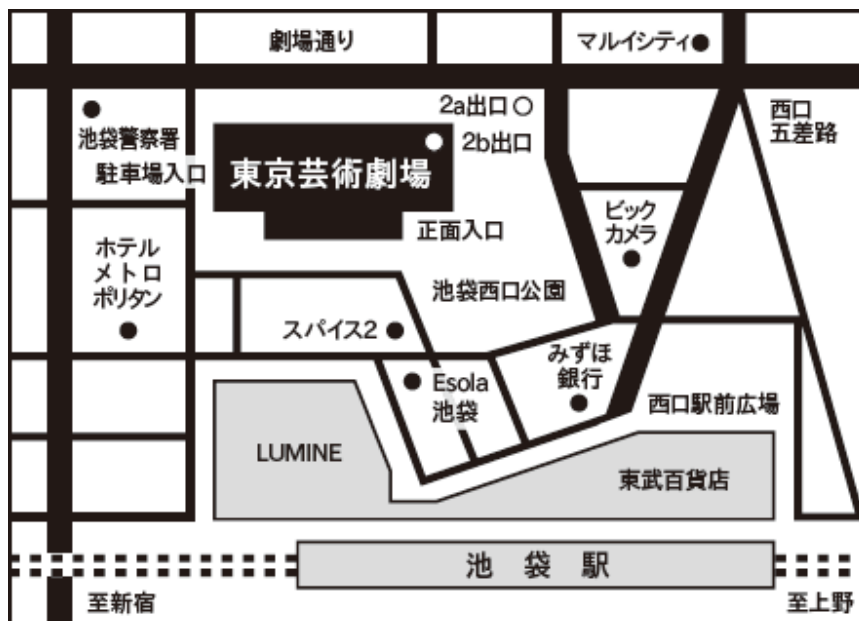 劇場通り
マルイシティ
2a出口
池袋警察署
2b出口
西口
五差路
駐車場入口
東京芸術劇場
正面入口
ビック
カメラ
ホテル
メトロ
ポリタン
池袋西口公園
スパイス2
みずほ
銀行
Esola
池袋
西口駅前広場
LUMINE
東武百貨店
池袋駅
至新宿
至上野